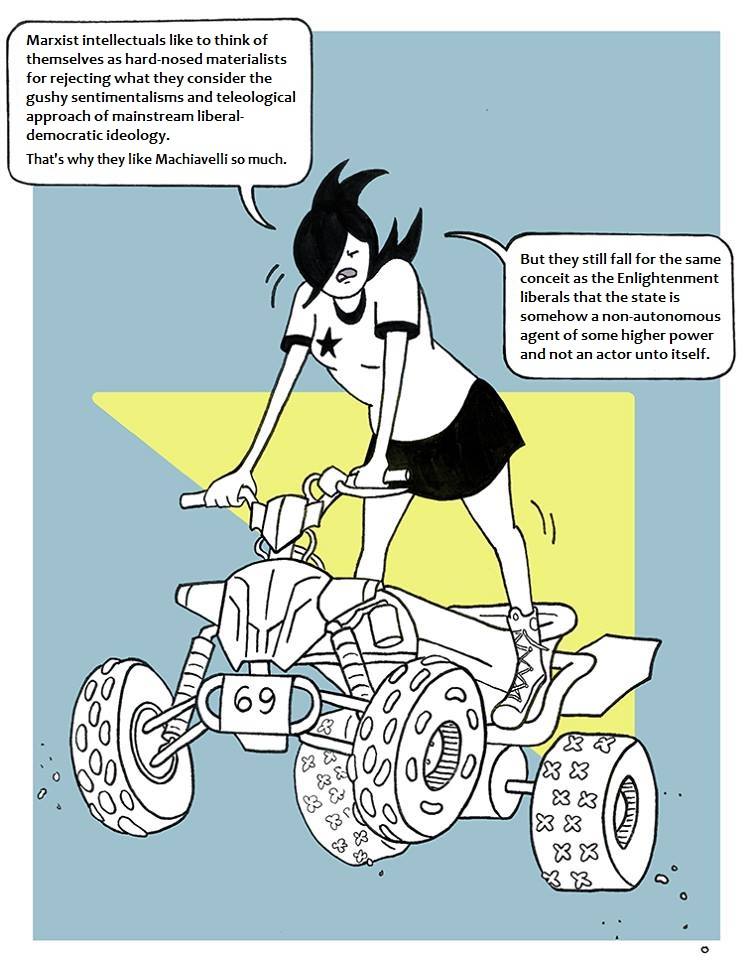 Marxist intellectuals like to think of
themselves as hard-nosed materialists
for rejecting what they consider the
gushy sentimentalisms and teleological
approach of mainstream liberal-
democratic ideology.
That's why they like Machiavelli so much.
But they still fall for the same
conceit as the Enlightenment
liberals that the state is
somehow a non-autonomous
agent of some higher power
and not an actor unto itself.
69